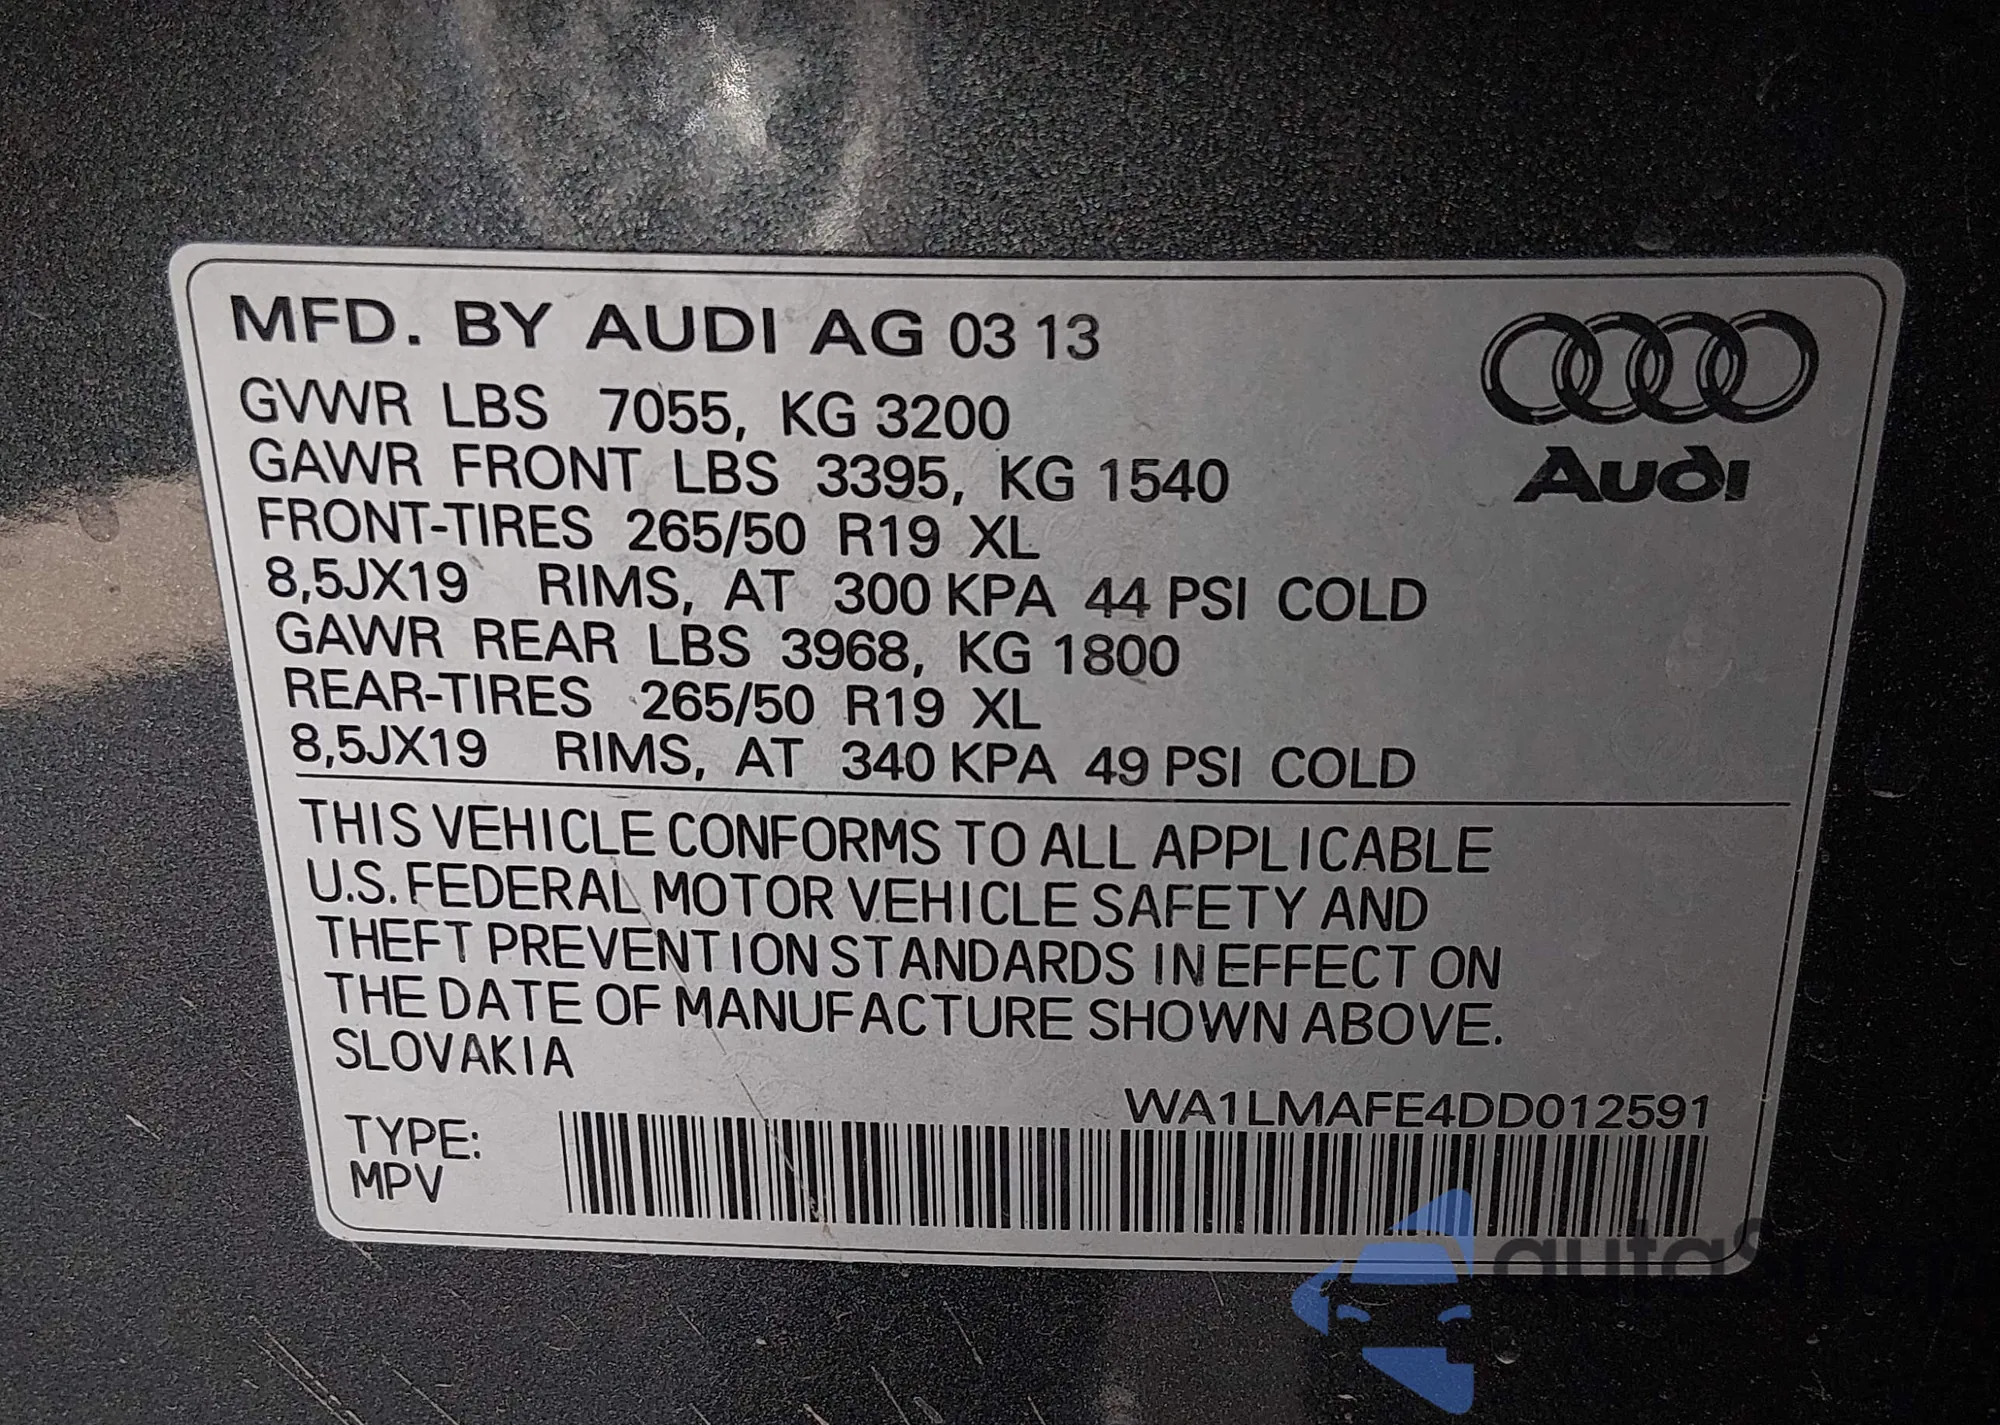 MFD. BY AUDI AG 03 13
GVWR LBS 7055, KG 3200
GAWR FRONT LBS 3395, KG 1540
FRONT-TIRES 265/50 R19 XL
8,5JX19 RIMS, AT 300 KPA 44 PSI COLD
GAWR REAR LBS 3968, KG 1800
REAR-TIRES 265/50 R19 XL
8,5JX19 RIMS, AT 340 KPA 49 PSI COLD
Audi
THIS VEHICLE CONFORMS TO ALL APPLICABLE
U.S. FEDERAL MOTOR VEHICLE SAFETY AND
THEFT PREVENTION STANDARDS IN EFFECT ON
THE DATE OF MANUFACTURE SHOWN ABOVE.
SLOVAKIA
WA1LMAFE4DD012591
TYPE:
MPV